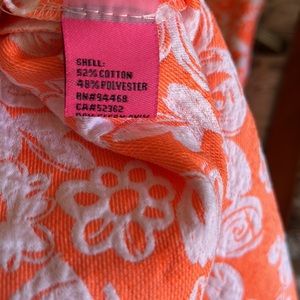 SHELL:
52% COTTON
48% POLYESTER
RN#94468
CA#52362